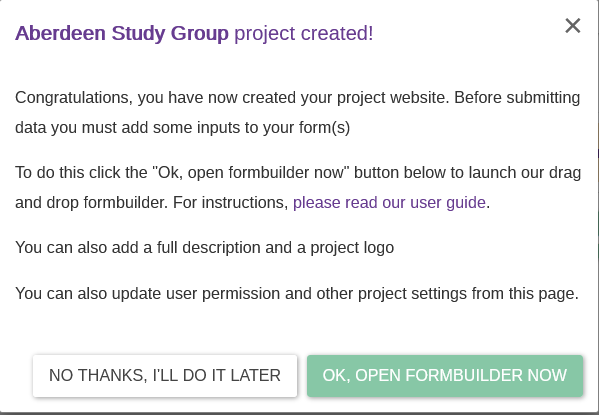 Aberdeen Study Group project created!
Congratulations, you have now created your project website. Before submitting
data you must add some inputs to your form(s)
To do this click the "Ok, open formbuilder now" button below to launch our drag
and drop formbuilder. For instructions, please read our user guide.
You can also add a full description and a project logo
You can also update user permission and other project settings from this page.
NO THANKS, I'LL DO IT LATER
OK, OPEN FORMBUILDER NOW